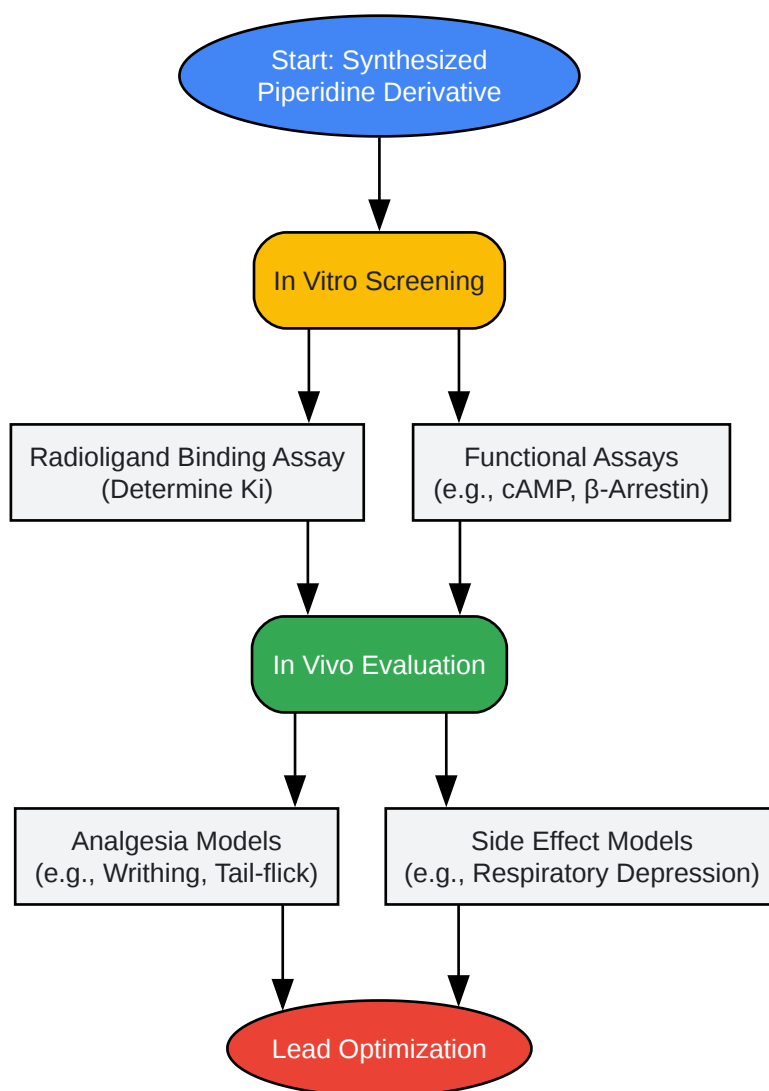 Start: Synthesized
Piperidine Derivative
In Vitro Screening
Radioligand Binding Assay
(Determine Ki)
Functional Assays
(e.g., cAMP, β-Arrestin)
In Vivo Evaluation
Analgesia Models
(e.g., Writhing, Tail-flick)
Side Effect Models
(e.g., Respiratory Depression)
Lead Optimization